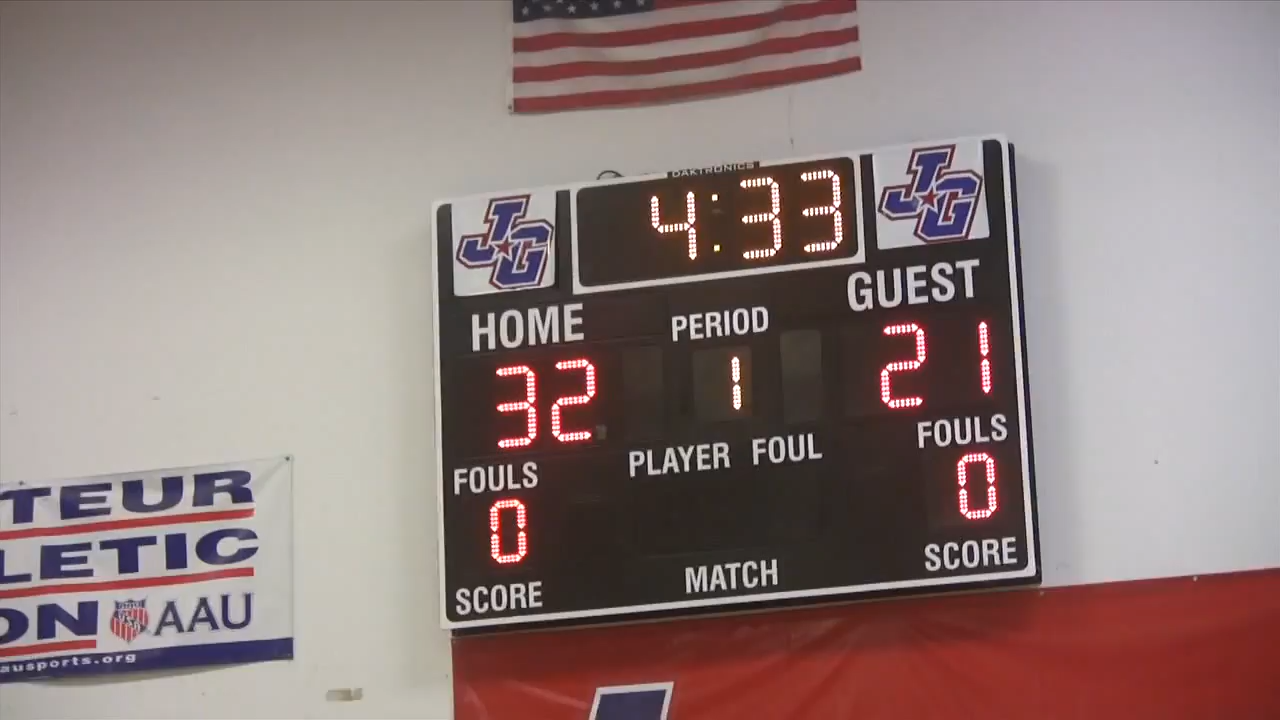 DAKTRONICS
JG
4:33
JG
HOME
PERIOD
GUEST
32
1
21
FOULS
PLAYER FOUL
FOULS
0
0
SCORE
MATCH
SCORE
TEUR
LETIC
ON AAU
ausports.org